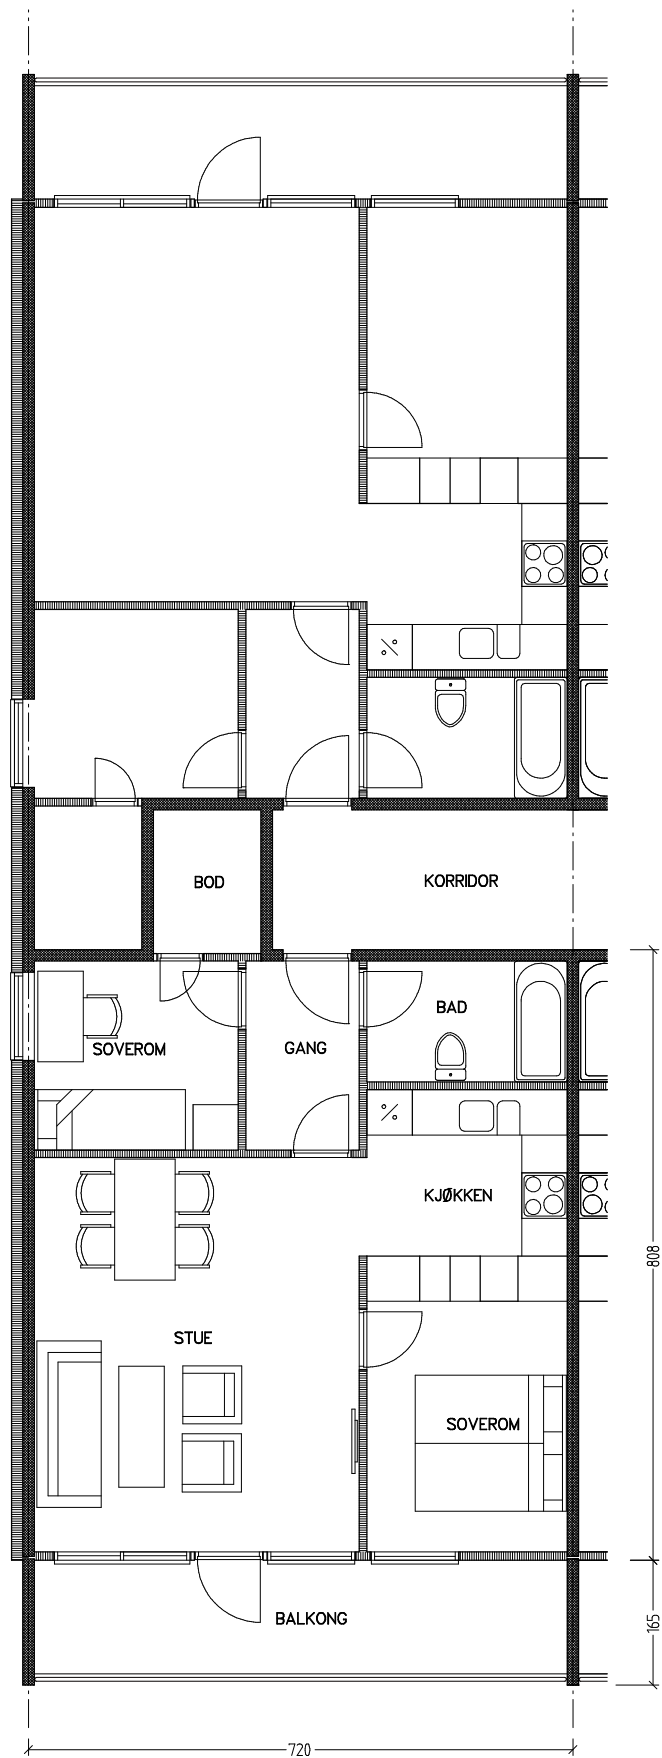 BOD
KORRIDOR
BAD
SOVEROM
GANG
KJØKKEN
808
STUE
SOVEROM
BALKONG
165
720